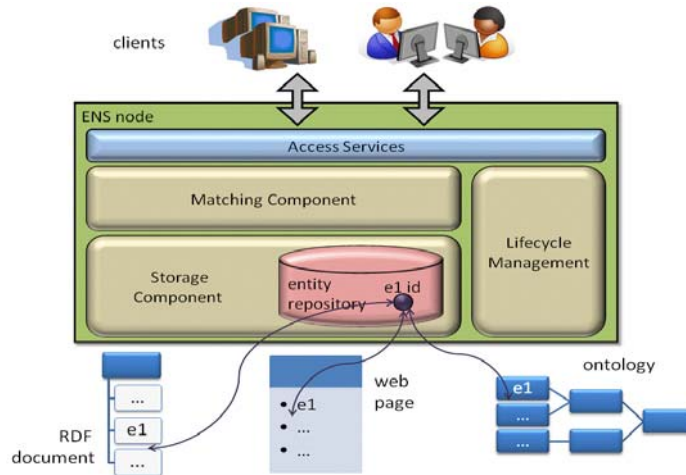 clients
ENS node
Access Services
Matching Component
Lifecycle
Management
Storage
Component
entity
repository
e1 id
RDF
document
...
e1
...
web
page
• e1
• ...
• ...
ontology
e1
...
...